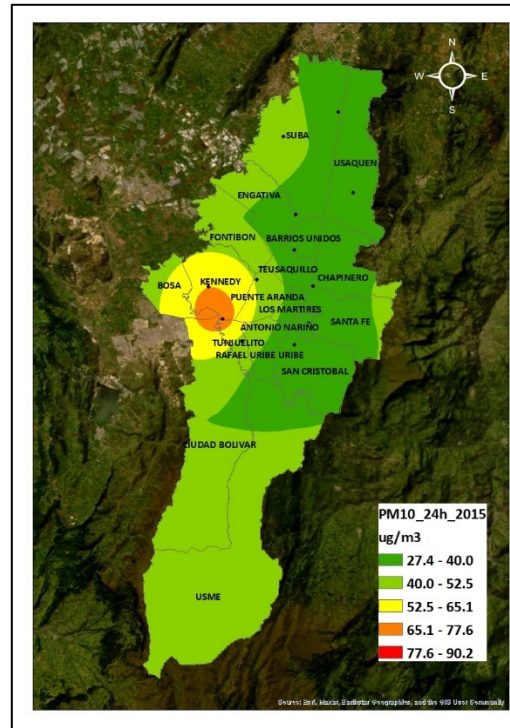 N
W
E
S
SUBA
USAQUEN
ENGATIVA
FONTIBON
BARRIOS UNIDOS
TEUSAQUILLO
BOSA
KENNEDY
CHAPINERO
PUENTE ARANDA
LOS MARTIRES
SANTA FE
ANTONIO NARIÑO
TUNJUELITO
RAFAEL URIBE URIBE
SAN CRISTOBAL
CIUDAD BOLIVAR
USME
PM10_24h_2015
ug/m3
27.4 - 40.0
40.0 - 52.5
52.5 - 65.1
65.1 - 77.6
77.6 - 90.2
Source: Esri, Maxar, Earthstar Geographics, and the GIS User Community